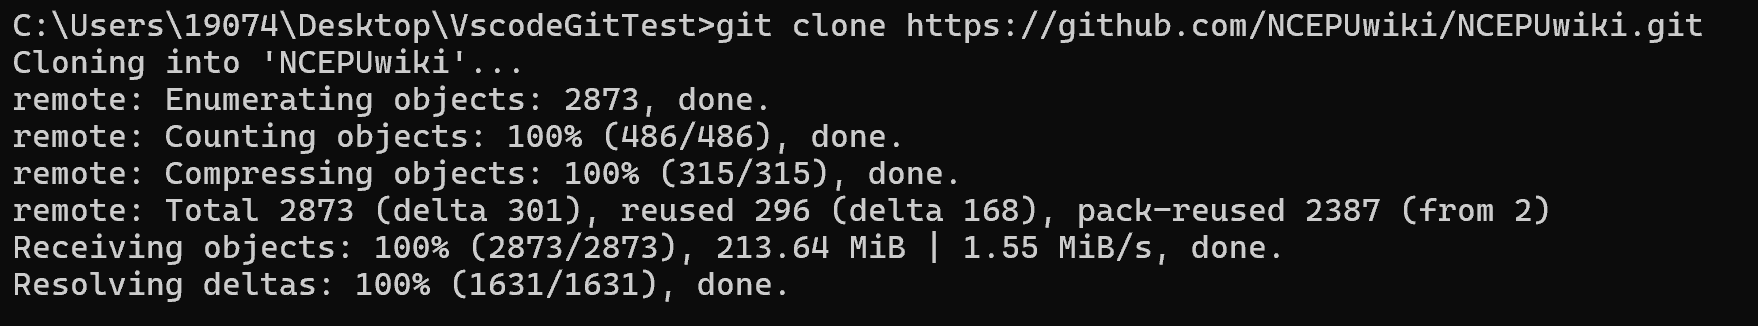 C:\Users\19074\Desktop\VscodeGitTest>git clone https://github.com/NCEPUwiki/NCEPUwiki.git
Cloning into 'NCEPUwiki'...
remote: Enumerating objects: 2873, done.
remote: Counting objects: 100% (486/486), done.
remote: Compressing objects: 100% (315/315), done.
remote: Total 2873 (delta 301), reused 296 (delta 168), pack-reused 2387 (from 2)
Receiving objects: 100% (2873/2873), 213.64 MiB | 1.55 MiB/s, done.
Resolving deltas: 100% (1631/1631), done.